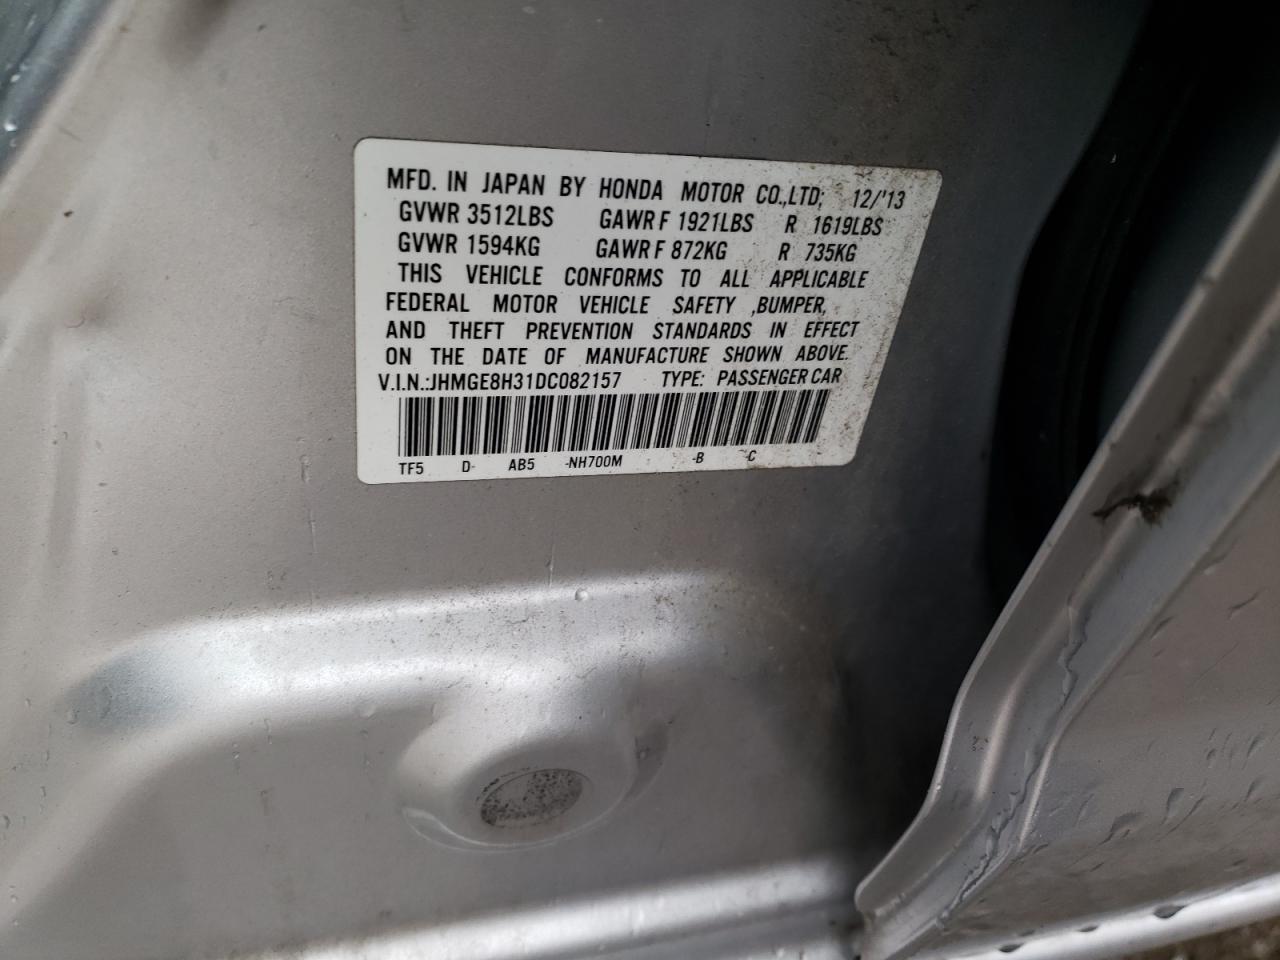 MFD. IN JAPAN BY HONDA MOTOR CO.,LTD; 12/'13
GVWR 3512LBS GAWR F 1921LBS R 1619LBS
GVWR 1594KG GAWR F 872KG R 735KG
THIS VEHICLE CONFORMS TO ALL APPLICABLE
FEDERAL MOTOR VEHICLE SAFETY ,BUMPER,
AND THEFT PREVENTION STANDARDS IN EFFECT
ON THE DATE OF MANUFACTURE SHOWN ABOVE.
V.I.N.:JHMGE8H31DC082157 TYPE: PASSENGER CAR
TF5 D- AB5 -NH700M -B -C